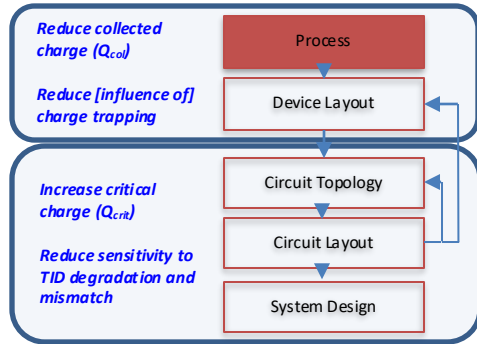 Reduce collected
charge (Qcol)
Reduce [influence of]
charge trapping
Process
Device Layout
Increase critical
charge (Qcrit)
Reduce sensitivity to
TID degradation and
mismatch
Circuit Topology
Circuit Layout
System Design